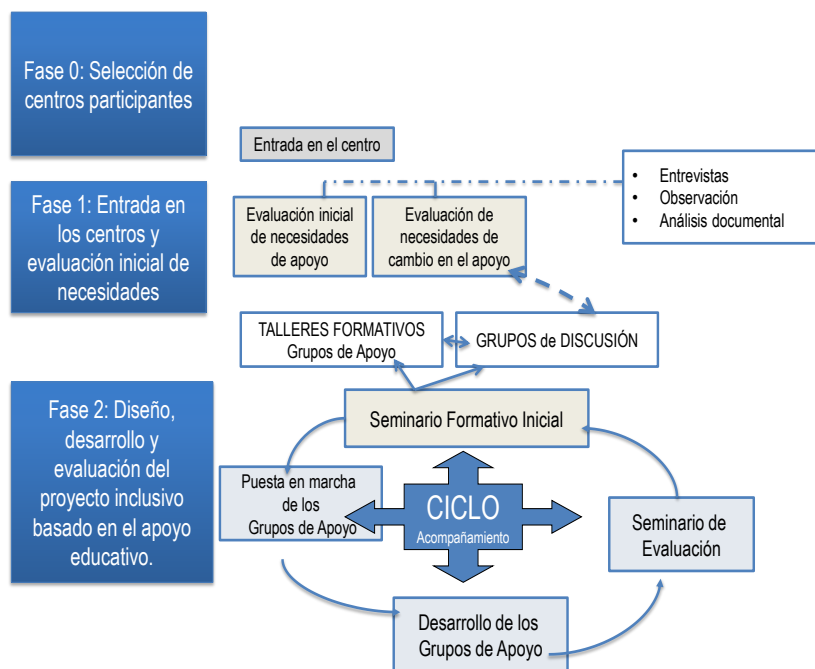 Fase 0: Selección de
centros participantes
Entrada en el centro
• Entrevistas
• Observación
• Análisis documental
Fase 1: Entrada en
los centros y
evaluación inicial de
necesidades
Evaluación inicial
de necesidades
de apoyo
Evaluación de
necesidades de
cambio en el apoyo
TALLERES FORMATIVOS
Grupos de Apoyo
GRUPOS de DISCUSIÓN
Fase 2: Diseño,
desarrollo y
evaluación del
proyecto inclusivo
basado en el apoyo
educativo.
Seminario Formativo Inicial
Puesta en marcha
de los
Grupos de Apoyo
CICLO
Acompañamiento
Seminario de
Evaluación
Desarrollo de los
Grupos de Apoyo